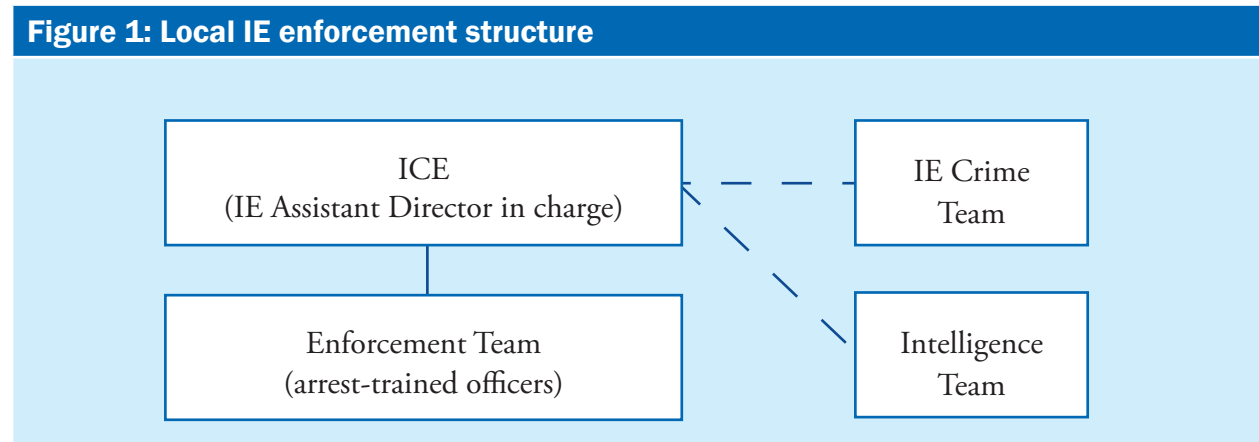 Figure 1: Local IE enforcement structure
ICE
(IE Assistant Director in charge)
IE Crime
Team
Enforcement Team
(arrest-trained officers)
Intelligence
Team